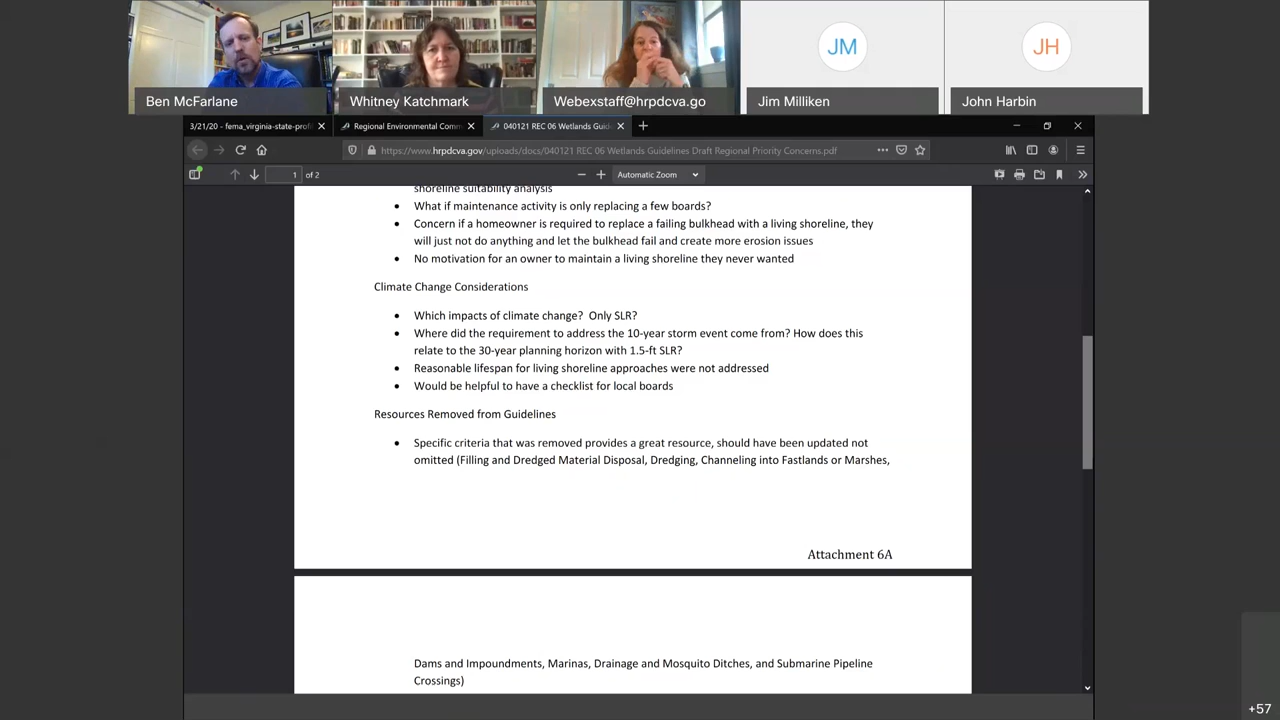 JM
JH
Ben McFarlane
Whitney Katchmark
Webexstaff@hrpdcva.go
Jim Milliken
John Harbin
3/21/20 - fema_virginia-state-prof
Regional Environmental Comm
040121 REC 06 Wetlands Guid
https://www.hrpdcva.gov/uploads/docs/040121 REC 06 Wetlands Guidelines Draft Regional Priority Concerns.pdf
1 of 2
Automatic Zoom
shoreline suitability analysis
• What if maintenance activity is only replacing a few boards?
• Concern if a homeowner is required to replace a failing bulkhead with a living shoreline, they
will just not do anything and let the bulkhead fail and create more erosion issues
• No motivation for an owner to maintain a living shoreline they never wanted
Climate Change Considerations
• Which impacts of climate change?  Only SLR?
• Where did the requirement to address the 10-year storm event come from? How does this
relate to the 30-year planning horizon with 1.5-ft SLR?
• Reasonable lifespan for living shoreline approaches were not addressed
• Would be helpful to have a checklist for local boards
Resources Removed from Guidelines
• Specific criteria that was removed provides a great resource, should have been updated not
omitted (Filling and Dredged Material Disposal, Dredging, Channeling into Fastlands or Marshes,
Attachment 6A
Dams and Impoundments, Marinas, Drainage and Mosquito Ditches, and Submarine Pipeline
Crossings)
+57